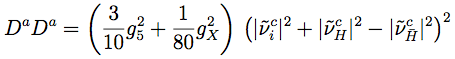 $D^a D^a = \left( \frac{3}{10} g_5^2 + \frac{1}{80} g_X^2 \right) \left( |\tilde{\nu}_i^c|^2 + |\tilde{\nu}_H^c|^2 - |\tilde{\nu}_{\bar{H}}^c|^2 \right)^2$